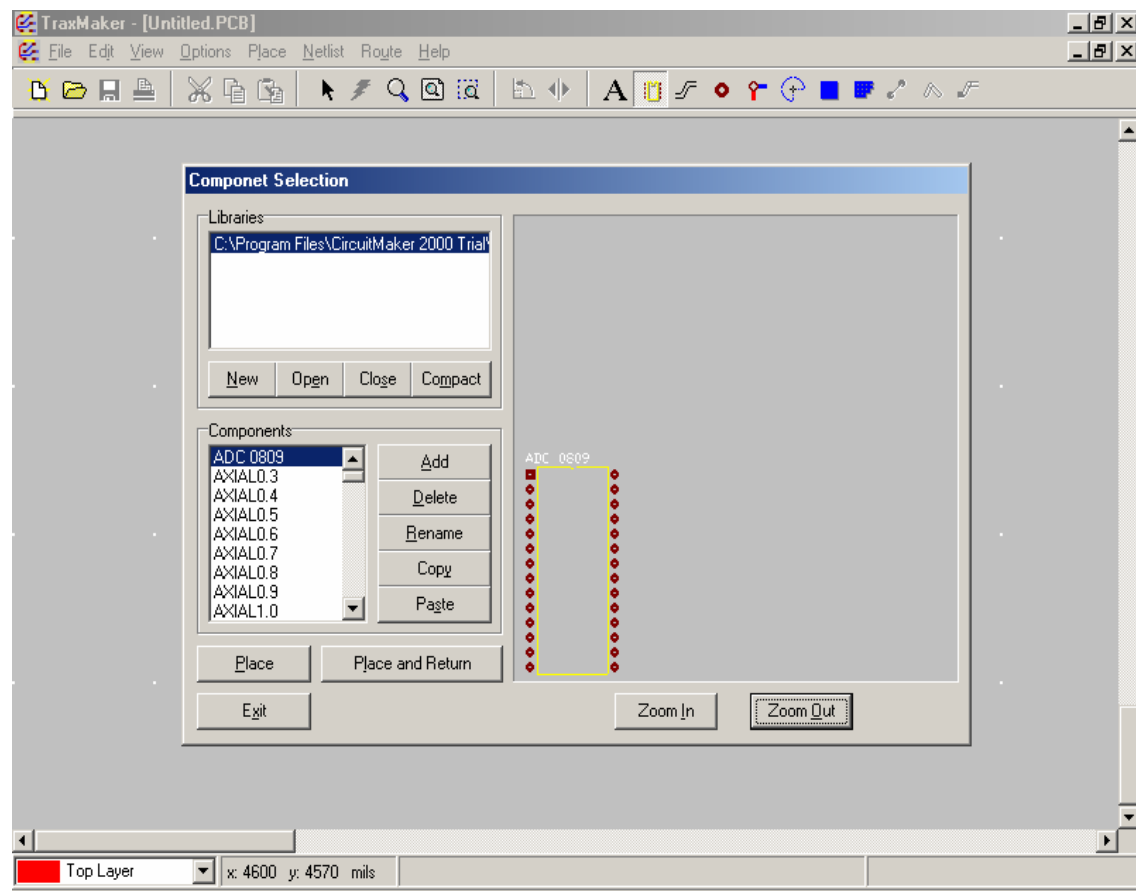 TraxMaker - [Untitled.PCB]
File Edit View Options Place Netlist Route Help
A
Componet Selection
Libraries
C:\Program Files\CircuitMaker 2000 Trial\
New Open Close Compact
Components
ADC 0809
AXIAL0.3
AXIAL0.4
AXIAL0.5
AXIAL0.6
AXIAL0.7
AXIAL0.8
AXIAL0.9
AXIAL1.0
Add
Delete
Rename
Copy
Paste
Place Place and Return
Exit
ADC 0809
Zoom In Zoom Out
Top Layer x: 4600 y: 4570 mils